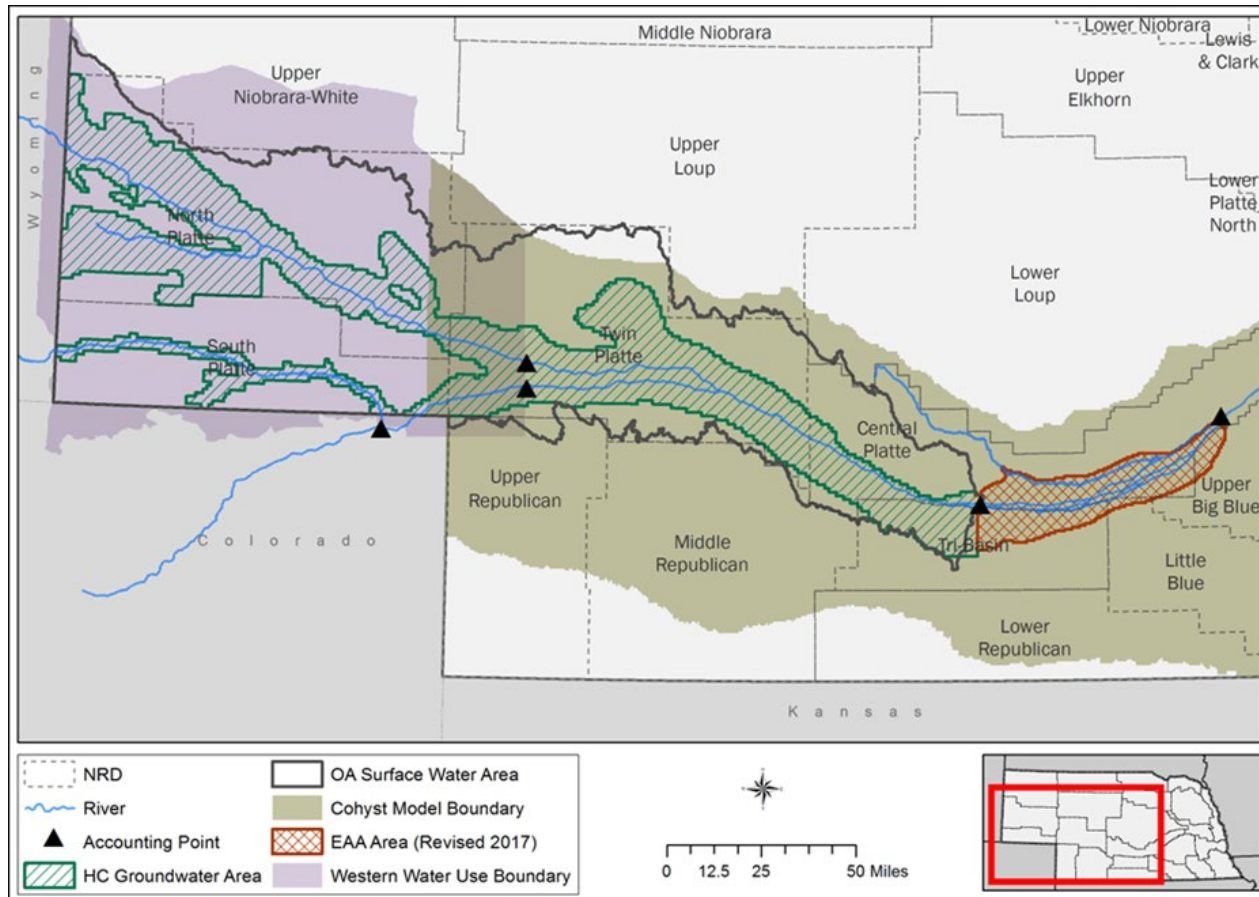 Middle Niobrara
Lower Niobrara
Lewis
& Clark
Upper
Niobrara-White
Upper
Elkhorn
Upper
Loup
Lower
Platte
North
Wyoming
North
Platte
Lower
Loup
Twin
Platte
South
Platte
Central
Platte
Upper
Republican
Upper
Big Blue
Colorado
Middle
Republican
Tri-Basin
Little
Blue
Lower
Republican
Kansas
NRD
River
Accounting Point
HC Groundwater Area
OA Surface Water Area
Cohyst Model Boundary
EAA Area (Revised 2017)
Western Water Use Boundary
0 12.5 25 50 Miles